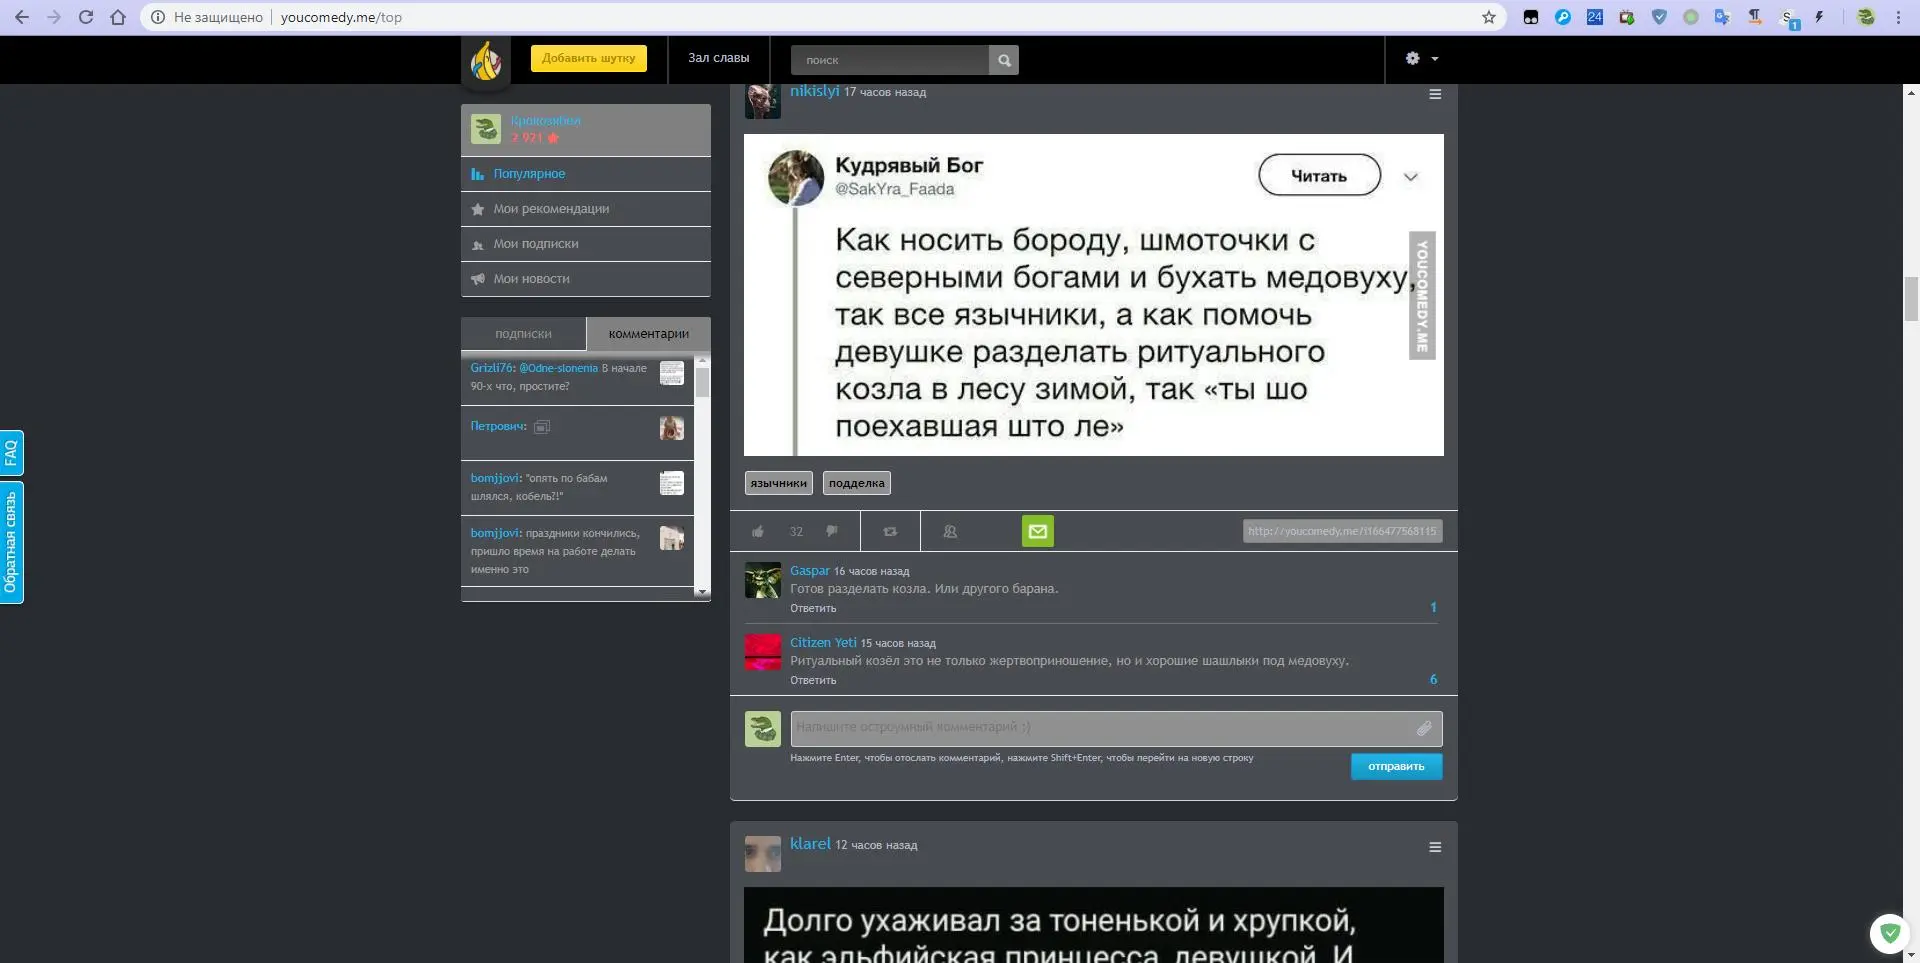 Не защищено youcomedy.me/top
24
S
1
Добавить шутку
Зал славы
поиск
Крокозябел
2 921
Популярное
Мои рекомендации
Мои подписки
Мои новости
подписки
комментарии
Grizli76: @Odne-slonenia В начале
90-х что, простите?
Петрович:
bomjjovi: "опять по бабам
шлялся, кобель?!"
bomjjovi: праздники кончились,
пришло время на работе делать
именно это
FAQ
Обратная связь
nikislyi 17 часов назад
Кудрявый Бог
@SakYra_Faada
Читать
Как носить бороду, шмоточки с
северными богами и бухать медовуху,
так все язычники, а как помочь
девушке разделать ритуального
козла в лесу зимой, так «ты шо
поехавшая што ле»
YOUCOMEDY.ME
язычники
подделка
32
http://youcomedy.me/i166477568115
Gaspar 16 часов назад
Готов разделать козла. Или другого барана.
Ответить
1
Citizen Yeti 15 часов назад
Ритуальный козёл это не только жертвоприношение, но и хорошие шашлыки под медовуху.
Ответить
6
Напишите остроумный комментарий :)
Нажмите Enter, чтобы отослать комментарий, нажмите Shift+Enter, чтобы перейти на новую строку
отправить
klarel 12 часов назад
Долго ухаживал за тоненькой и хрупкой,
как эльфийская принцесса, девушкой. И